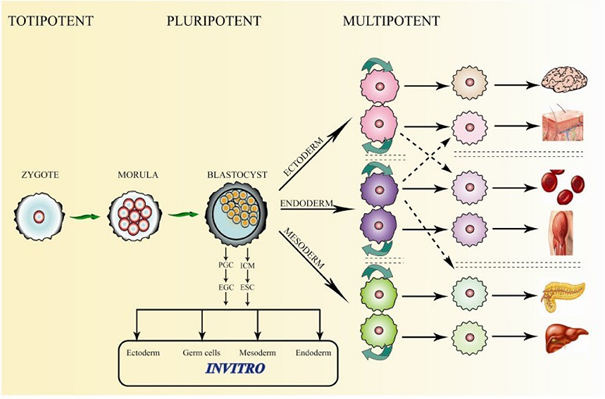 TOTIPOTENT
PLURIPOTENT
MULTIPOTENT
ZYGOTE
MORULA
BLASTOCYST
ECTODERM
ENDODERM
MESODERM
PGC ICM
EGC ESC
Ectoderm Germ cells Mesoderm Endoderm
INVITRO